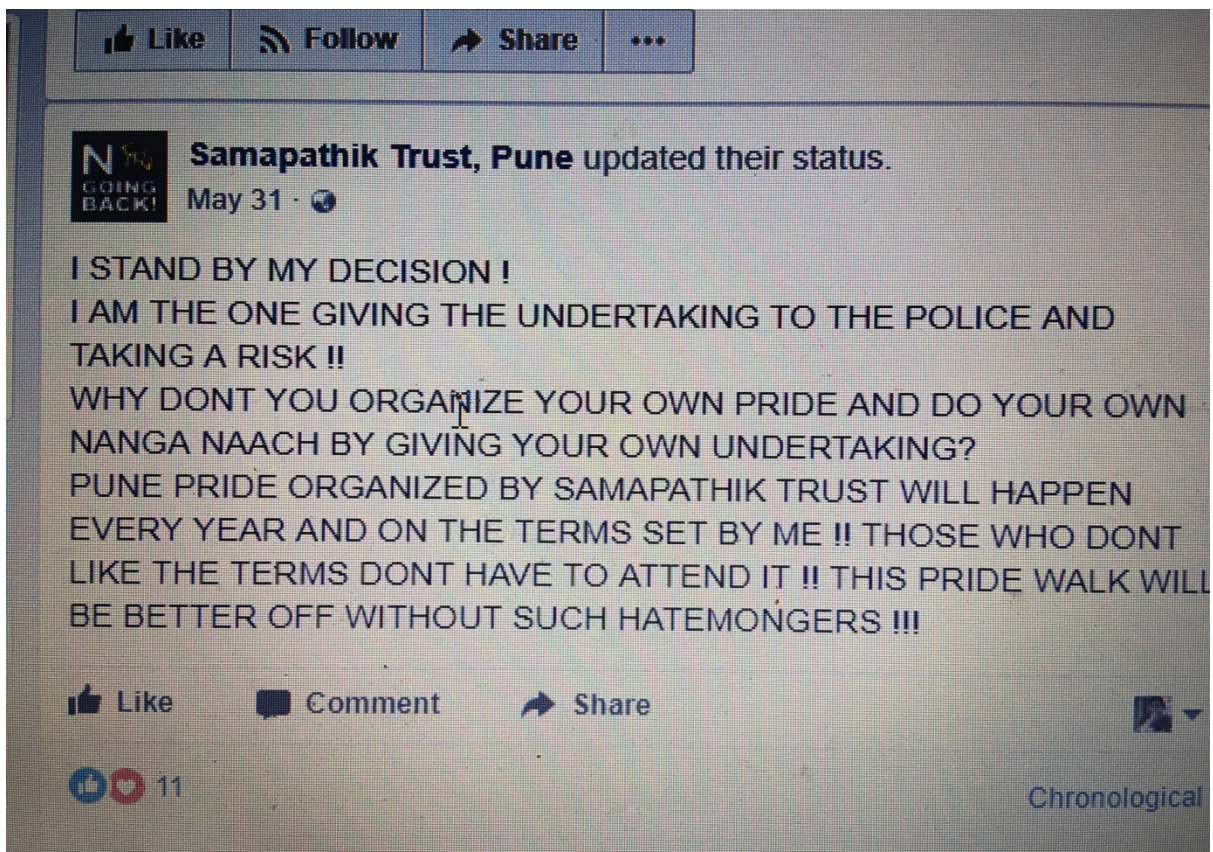 Like Follow Share •••
NO
GOING
BACK!
Samapathik Trust, Pune updated their status.
May 31 ·
I STAND BY MY DECISION !
I AM THE ONE GIVING THE UNDERTAKING TO THE POLICE AND
TAKING A RISK !!
WHY DONT YOU ORGANIZE YOUR OWN PRIDE AND DO YOUR OWN
NANGA NAACH BY GIVING YOUR OWN UNDERTAKING?
PUNE PRIDE ORGANIZED BY SAMAPATHIK TRUST WILL HAPPEN
EVERY YEAR AND ON THE TERMS SET BY ME !! THOSE WHO DONT
LIKE THE TERMS DONT HAVE TO ATTEND IT !! THIS PRIDE WALK WILL
BE BETTER OFF WITHOUT SUCH HATEMONGERS !!!
Like Comment Share
11
Chronological